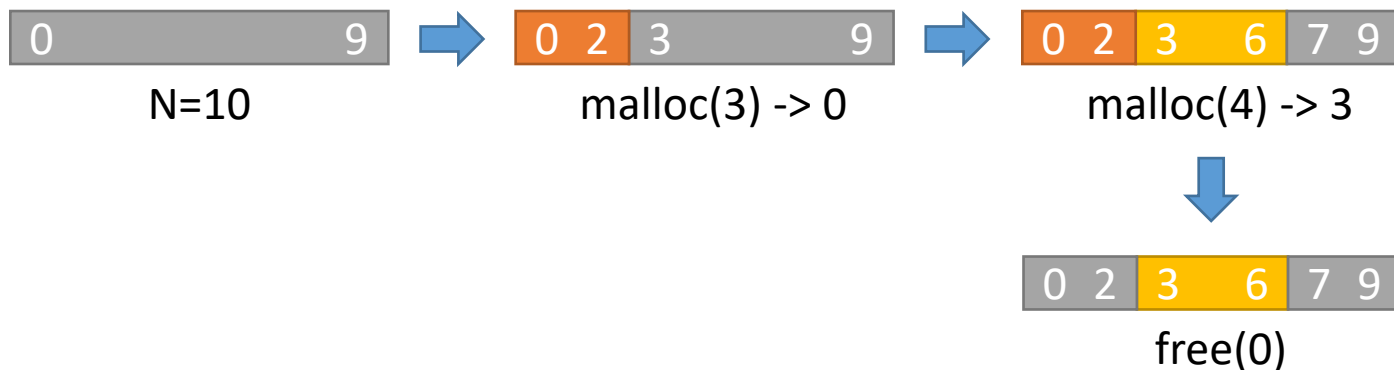 0 9 0 2 3 9 0 2 3 6 7 9
N=10 malloc(3) -> 0 malloc(4) -> 3
0 2 3 6 7 9
free(0)